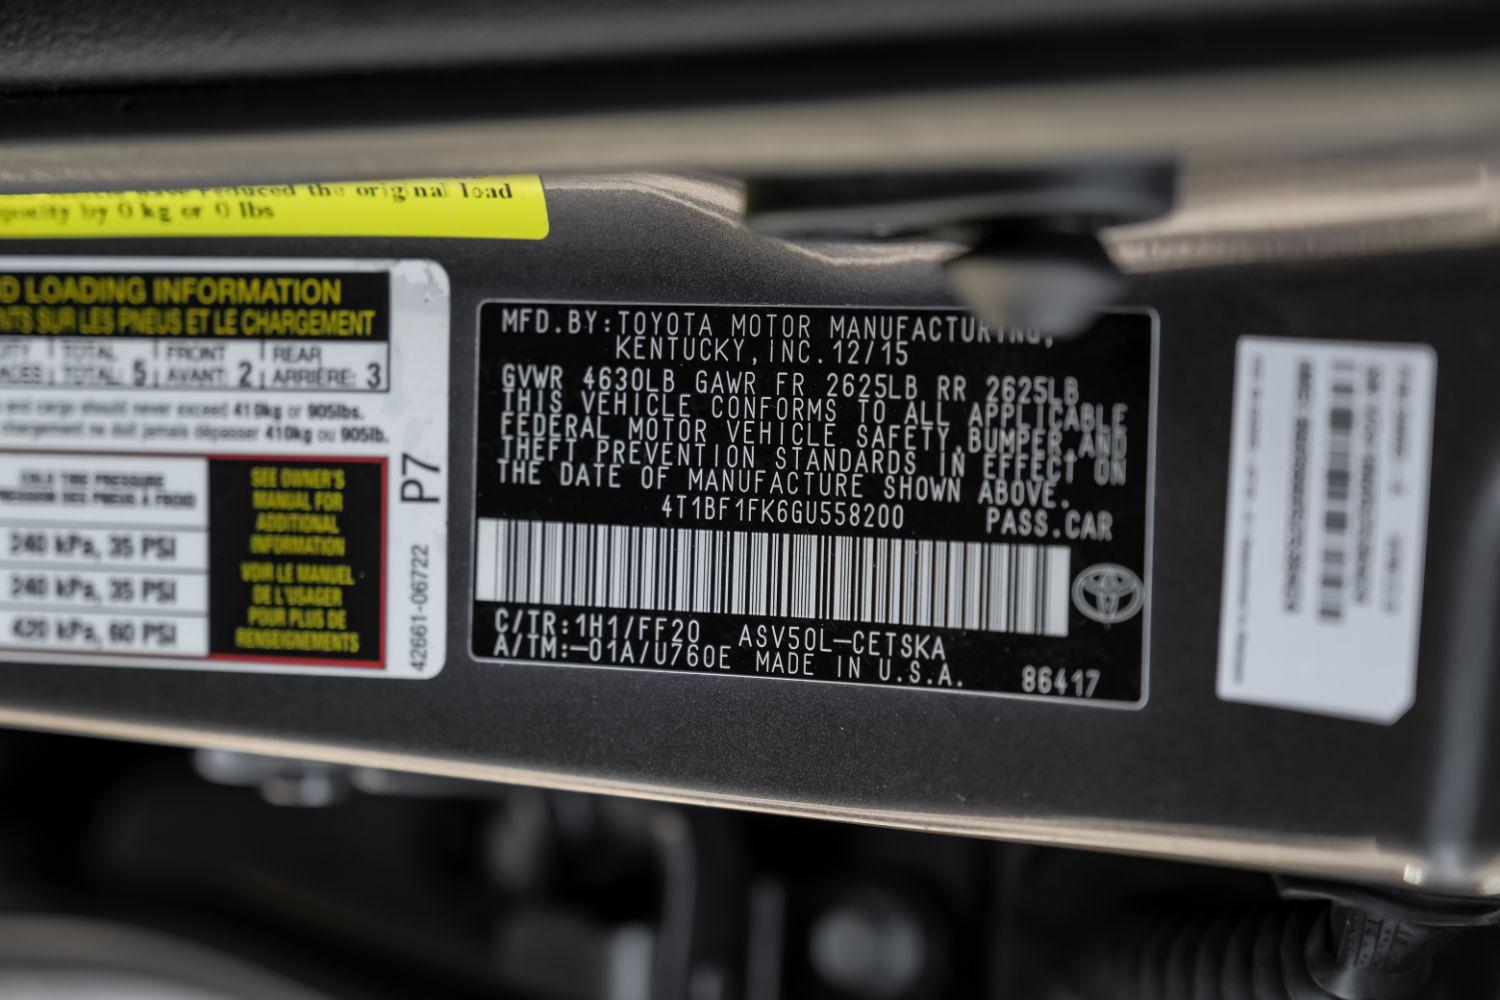 reduced the original load
by 0 kg or 0 lbs
D LOADING INFORMATION
NTS SUR LES PNEUS ET LE CHARGEMENT
TOTAL FRONT REAR
TOTAL: 5 AVANT: 2 ARRIÈRE: 3
and cargo should never exceed 410kg or 905lbs.
chargement ne doit jamais dépasser 410kg ou 905lb.
COLD TIRE PRESSURE
PRESSION DES PNEUS À FROID
240 kPa, 35 PSI
240 kPa, 35 PSI
420 kPa, 60 PSI
SEE OWNER'S
MANUAL FOR
ADDITIONAL
INFORMATION
VOIR LE MANUEL
DE L'USAGER
POUR PLUS DE
RENSEIGNEMENTS
P7
42661-06722
MFD.BY:TOYOTA MOTOR MANUFACTURING,
KENTUCKY,INC.12/15
GVWR 4630LB GAWR FR 2625LB RR 2625LB
THIS VEHICLE CONFORMS TO ALL APPLICABLE
FEDERAL MOTOR VEHICLE SAFETY,BUMPER,AND
THEFT PREVENTION STANDARDS IN EFFECT ON
THE DATE OF MANUFACTURE SHOWN ABOVE.
4T1BF1FK6GU558200 PASS.CAR
C/TR:1H1/FF20 ASV50L-CETSKA
A/TM:-01A/U760E MADE IN U.S.A. 86417